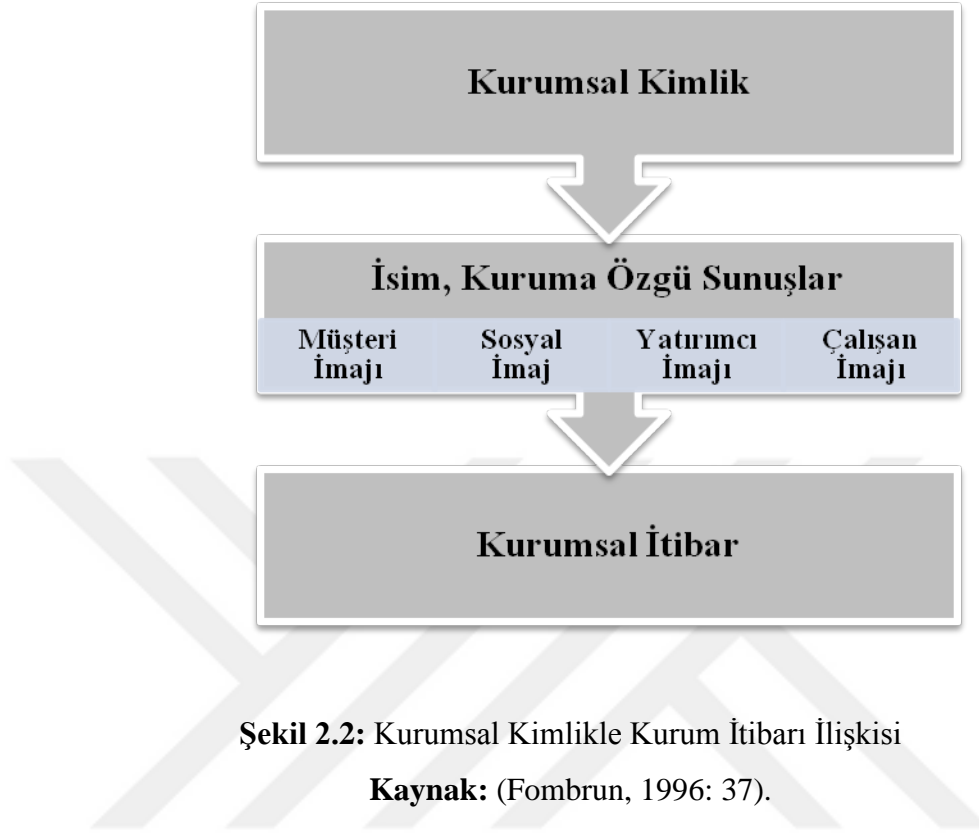 Kurumsal Kimlik
İsim, Kuruma Özgü Sunuşlar
Müşteri İmajı
Sosyal İmaj
Yatırımcı İmajı
Çalışan İmajı
Kurumsal İtibar
Şekil 2.2: Kurumsal Kimlikle Kurum İtibarı İlişkisi
Kaynak: (Fombrun, 1996: 37).